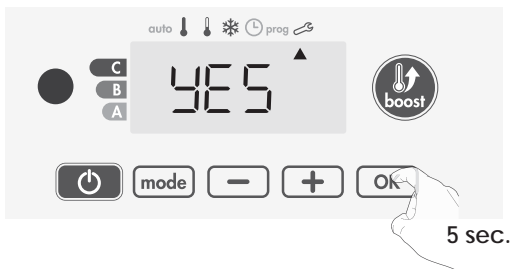 auto prog
C
B
A
YES
boost
mode − + OK
5 sec.